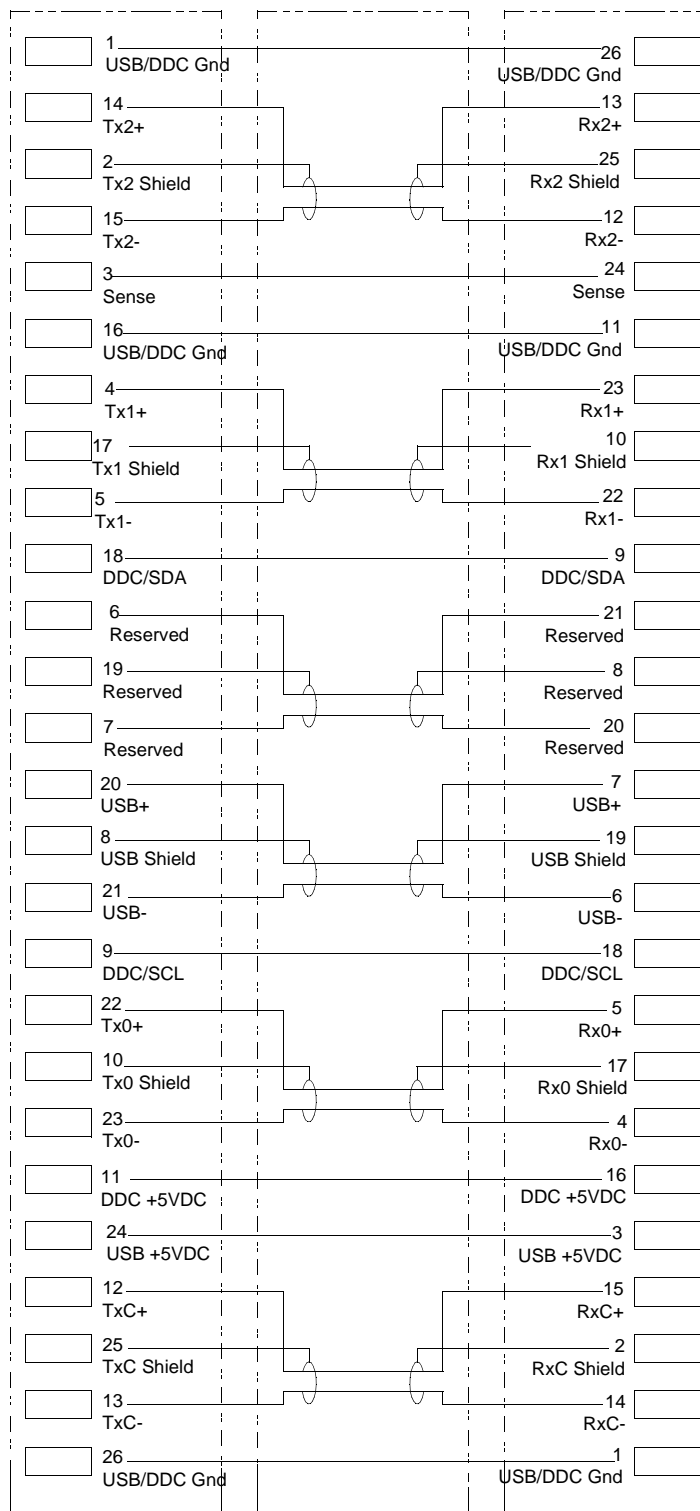 1 26
USB/DDC Gnd USB/DDC Gnd
14 13
Tx2+ Rx2+
2 25
Tx2 Shield Rx2 Shield
15 12
Tx2- Rx2-
3 24
Sense Sense
16 11
USB/DDC Gnd USB/DDC Gnd
4 23
Tx1+ Rx1+
17 10
Tx1 Shield Rx1 Shield
5 22
Tx1- Rx1-
18 9
DDC/SDA DDC/SDA
6 21
Reserved Reserved
19 8
Reserved Reserved
7 20
Reserved Reserved
20 7
USB+ USB+
8 19
USB Shield USB Shield
21 6
USB- USB-
9 18
DDC/SCL DDC/SCL
22 5
Tx0+ Rx0+
10 17
Tx0 Shield Rx0 Shield
23 4
Tx0- Rx0-
11 16
DDC +5VDC DDC +5VDC
24 3
USB +5VDC USB +5VDC
12 15
TxC+ RxC+
25 2
TxC Shield RxC Shield
13 14
TxC- RxC-
26 1
USB/DDC Gnd USB/DDC Gnd